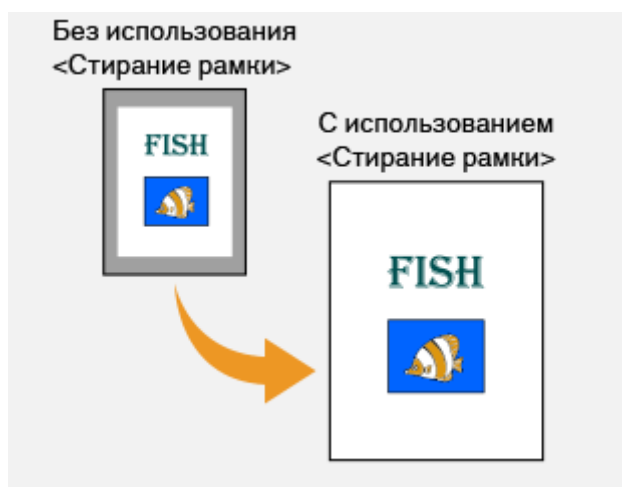 Без использования
<Стирание рамки>
FISH
С использованием
<Стирание рамки>
FISH